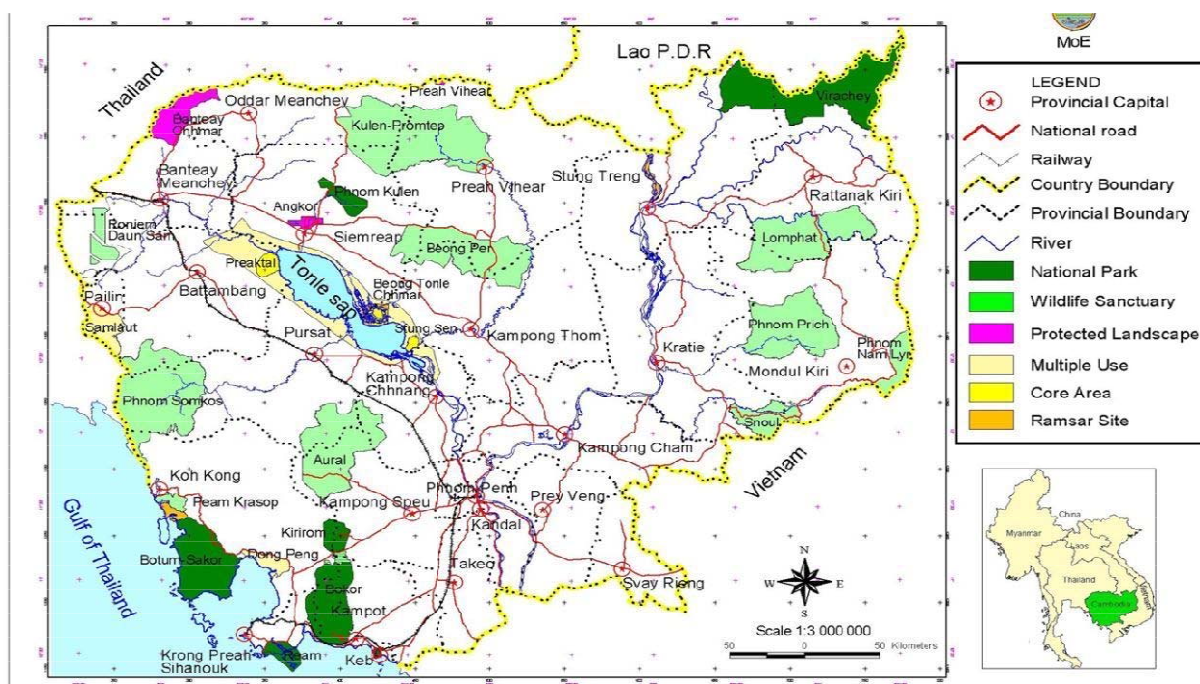 MoE
LEGEND
Provincial Capital
National road
Railway
Country Boundary
Provincial Boundary
River
National Park
Wildlife Sanctuary
Protected Landscape
Multiple Use
Core Area
Ramsar Site
Lao P.D.R
Thailand
Oddar Meanchey
Preah Vihear
Virachey
Banteay
Chhmar
Kulen-Promtep
Banteay
Meanchey
Phnom Kulen
Preah Vihear
Stung Treng
Rattanak Kiri
Angkor
Roniem
Daun Sam
Siemreap
Beong Per
Lomphat
Preaktal
Tonle sap
Battambang
Beong Tonle
Chhmar
Pailin
Samlaut
Pursat
Stung Sen
Kampong Thom
Phnom Prich
Phnom
Nam Lyr
Kratie
Mondul Kiri
Kampong
Chhnang
Phnom Somkos
Snoul
Aural
Kampong Cham
Vietnam
Koh Kong
Peam Krasop
Kampong Speu
Phnom Penh
Prey Veng
Kandal
Gulf of Thailand
Kirirom
Botum-Sakor
Dong Peng
Takeo
Svay Rieng
Bokor
Kampot
Krong Preah
Sihanouk
Ream
Keb
N
W
E
S
Scale 1:3 000 000
50
0
50
Kilometers
China
Myanmar
Laos
Thailand
Vietnam
Cambodia